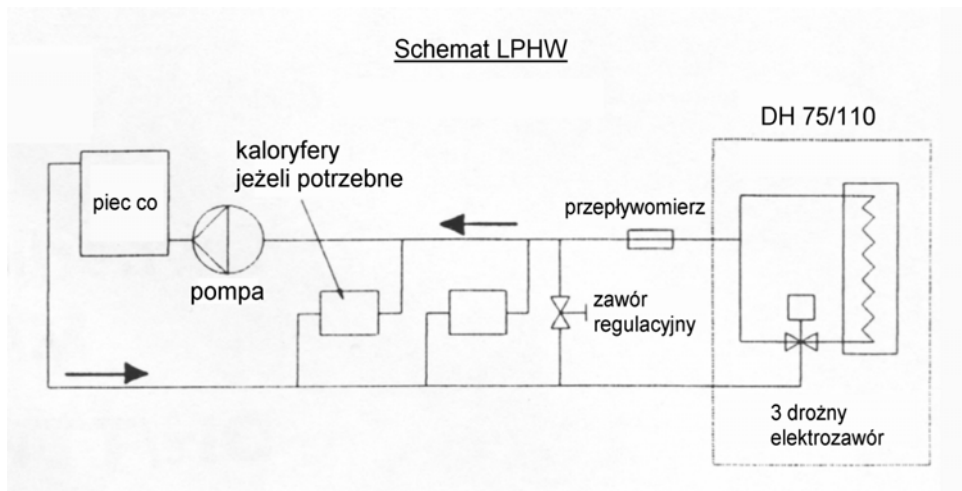 Schemat LPHW
DH 75/110
kaloryfery
jeżeli potrzebne
piec co
przepływomierz
pompa
zawór
regulacyjny
3 drożny
elektrozawór